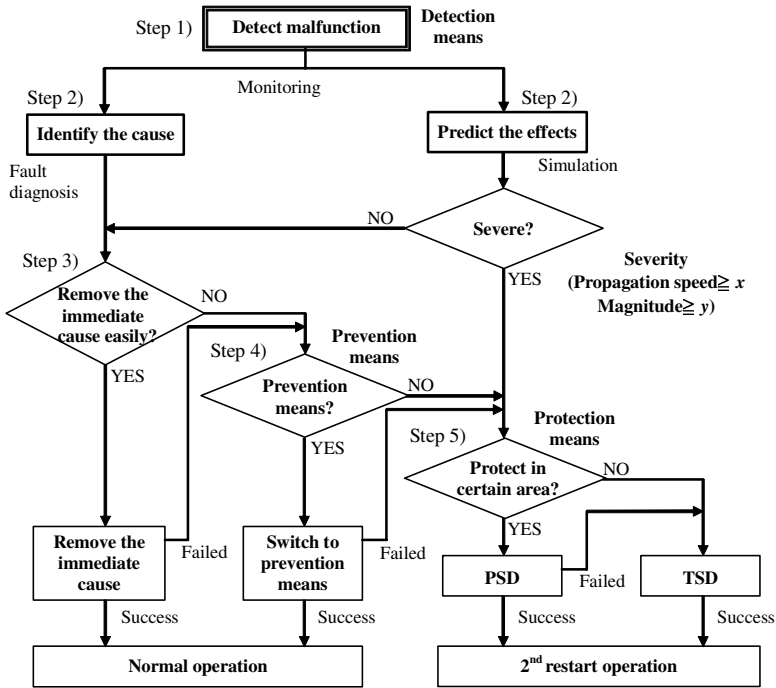 Step 1)
Detect malfunction
Detection
means
Monitoring
Step 2)
Identify the cause
Step 2)
Predict the effects
Fault
diagnosis
Simulation
NO
Severe?
YES
Severity
(Propagation speed≧ x
Magnitude≧ y)
Step 3)
Remove the
immediate
cause easily?
NO
YES
Step 4)
Prevention
means
Prevention
means?
NO
YES
Step 5)
Protection
means
Protect in
certain area?
NO
YES
Remove the
immediate
cause
Failed
Switch to
prevention
means
Failed
PSD
Failed
TSD
Success
Success
Success
Success
Normal operation
2nd restart operation